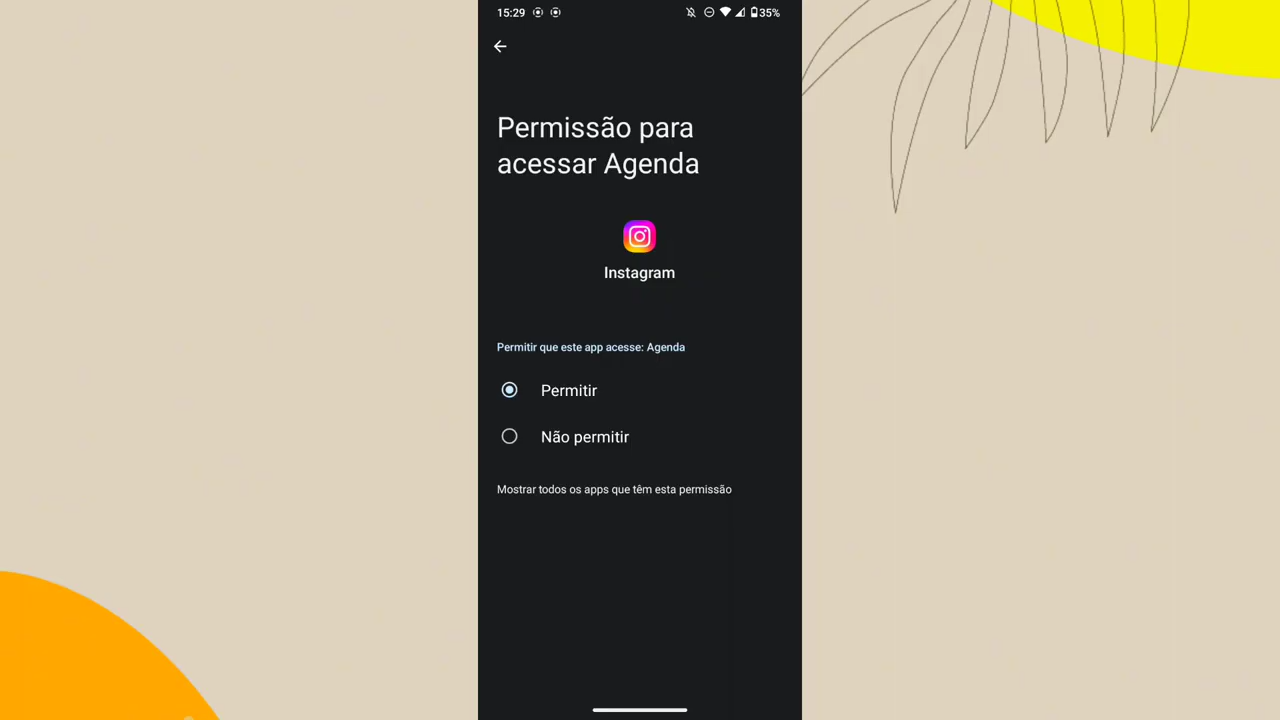 15:29 35%
Permissão para
acessar Agenda
Instagram
Permitir que este app acesse: Agenda
Permitir
Não permitir
Mostrar todos os apps que têm esta permissão